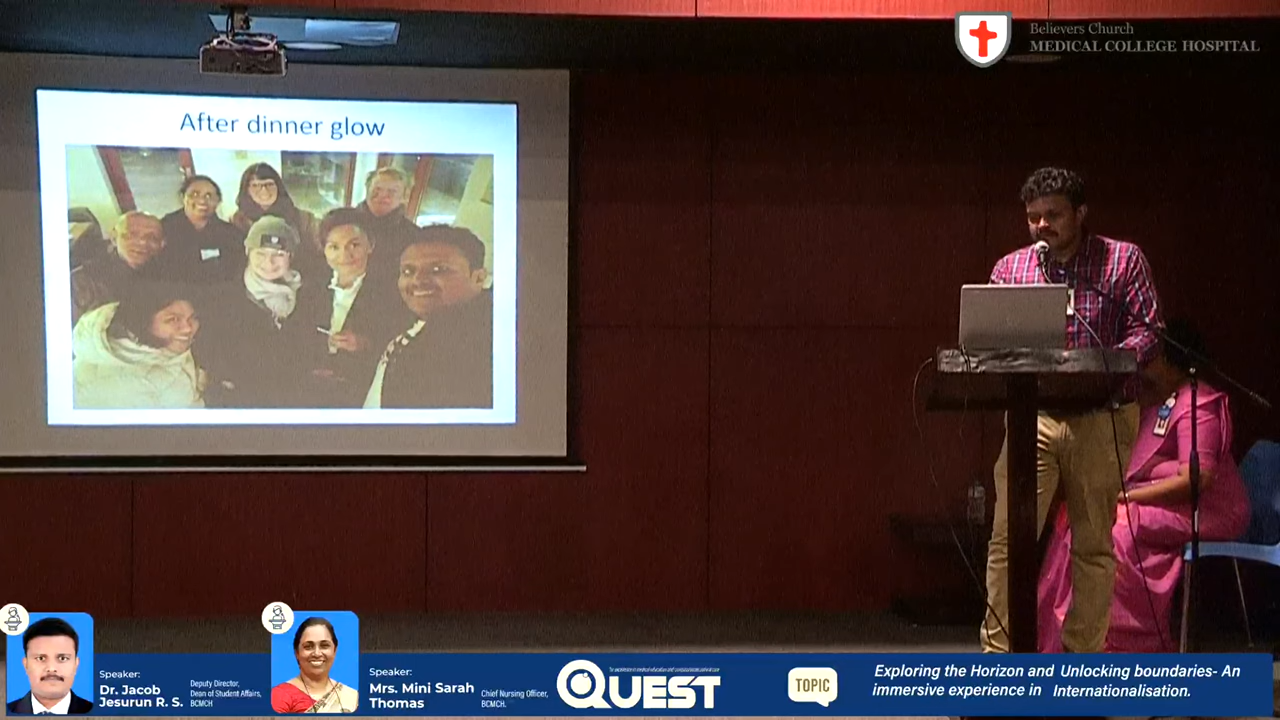 Believers Church
MEDICAL COLLEGE HOSPITAL
After dinner glow
Speaker:
Dr. Jacob
Jesurun R. S.
Deputy Director,
Dean of Student Affairs,
BCMCH
Speaker:
Mrs. Mini Sarah
Thomas
Chief Nursing Officer,
BCMCH.
QUEST
TOPIC
Exploring the Horizon and Unlocking boundaries- An
immersive experience in Internationalisation.